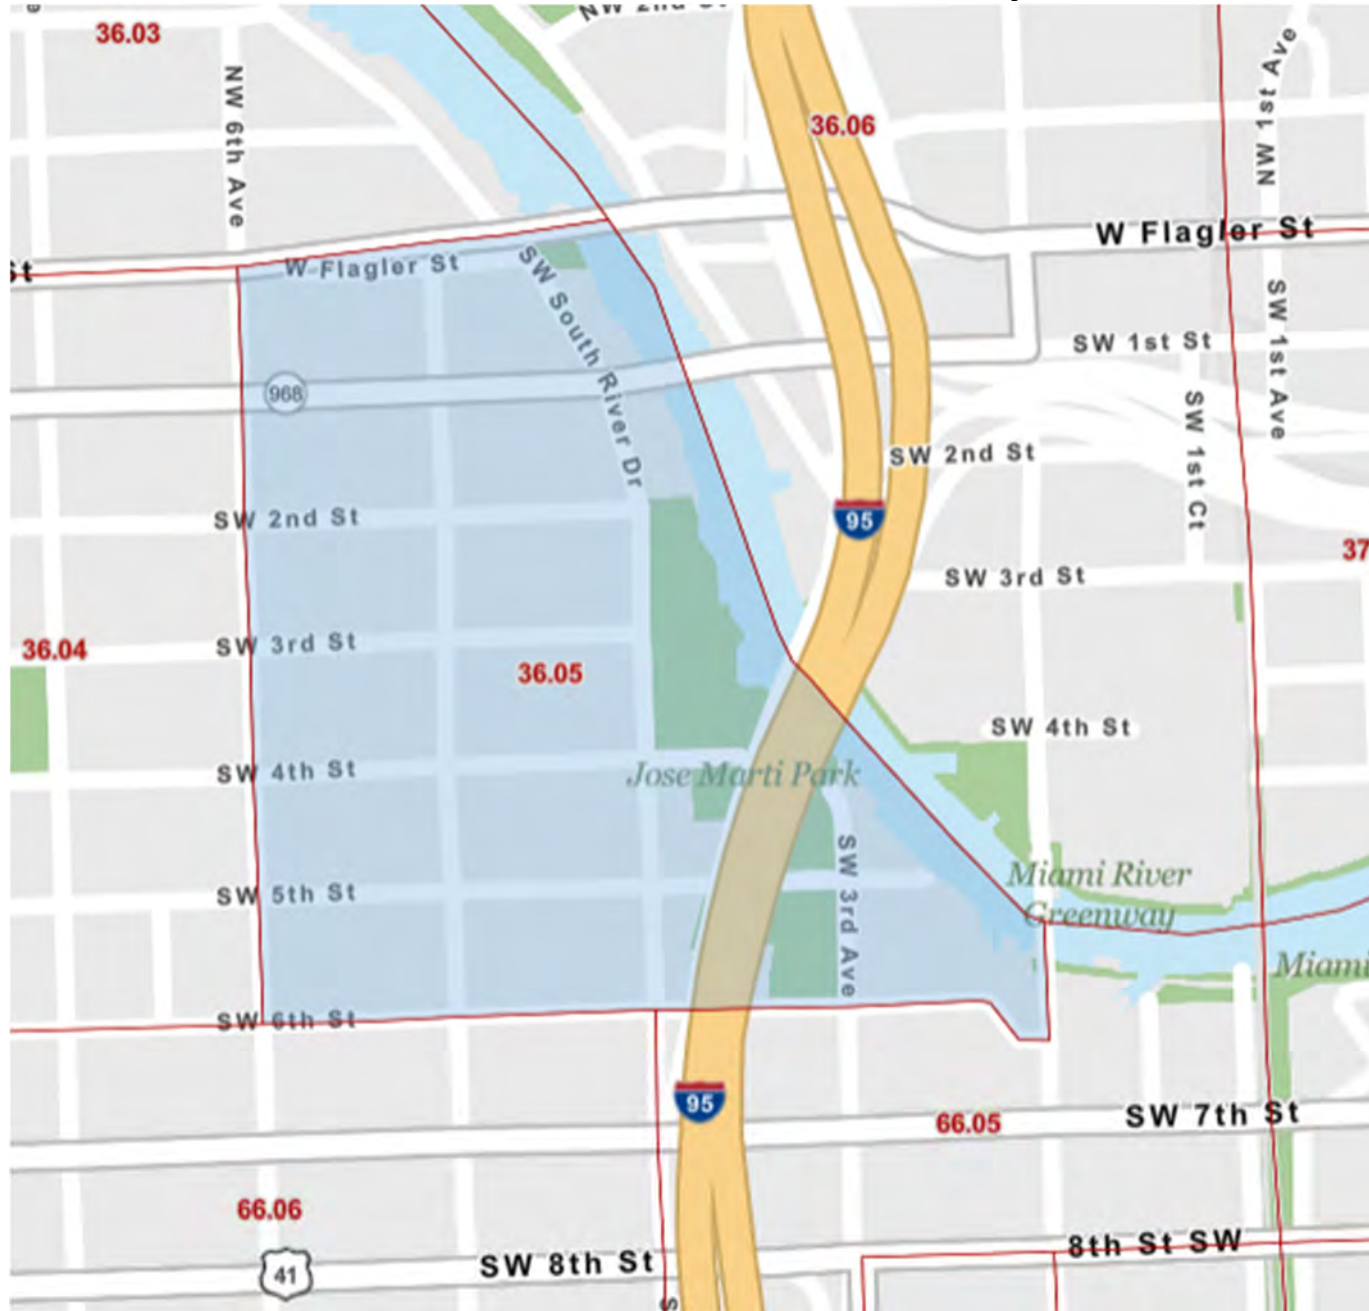 NW 2nd St
36.03
NW 6th Ave
36.06
NW 1st Ave
W Flagler St
St
W Flagler St
SW South River Dr
SW 1st St
SW 1st Ave
968
SW 1st Ct
SW 2nd St
95
SW 2nd St
37
SW 3rd St
36.04
SW 3rd St
36.05
SW 4th St
SW 4th St
Jose Marti Park
SW 3rd Ave
Miami River
Greenway
SW 5th St
Miami
SW 6th St
95
66.05
SW 7th St
66.06
41
SW 8th St
8th St SW
S